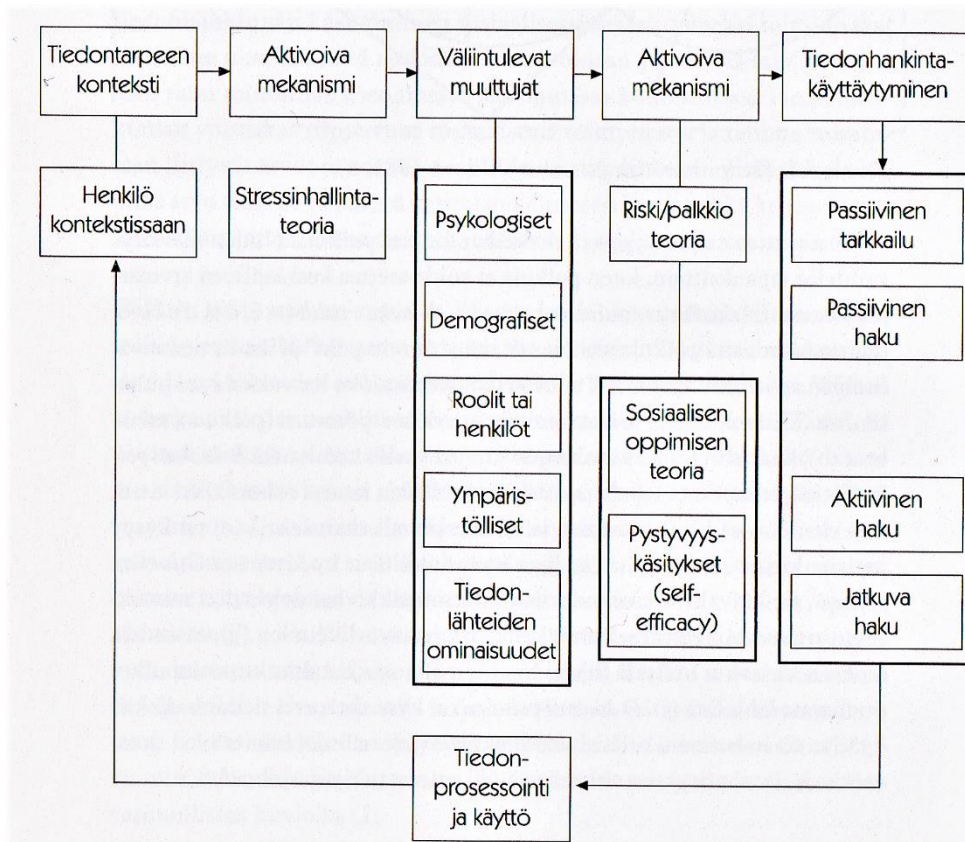 Tiedontarpeen
konteksti
Aktivoiva
mekanismi
Väliintulevat
muuttujat
Aktivoiva
mekanismi
Tiedonhankinta-
käyttäytyminen
Henkilö
kontekstissaan
Stressinhallinta-
teoria
Psykologiset
Demografiset
Roolit tai
henkilöt
Ympäris-
tölliset
Tiedon-
lähteiden
ominaisuudet
Riski/palkkio
teoria
Sosiaalisen
oppimisen
teoria
Pystyvyys-
käsitykset
(self-
efficacy)
Passiivinen
tarkkailu
Passiivinen
haku
Aktiivinen
haku
Jatkuva
haku
Tiedon-
prosessointi
ja käyttö